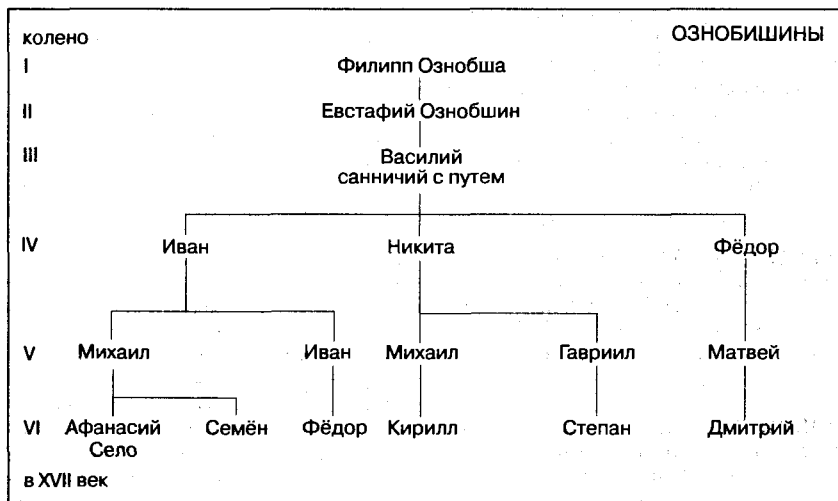 ОЗНОБИШИНЫ
колено
I Филипп Ознобша
II Евстафий Ознобшин
III Василий
санничий с путем
IV Иван Никита Фёдор
V Михаил Иван Михаил Гавриил Матвей
VI Афанасий Семён Фёдор Кирилл Степан Дмитрий
Село
в XVII век